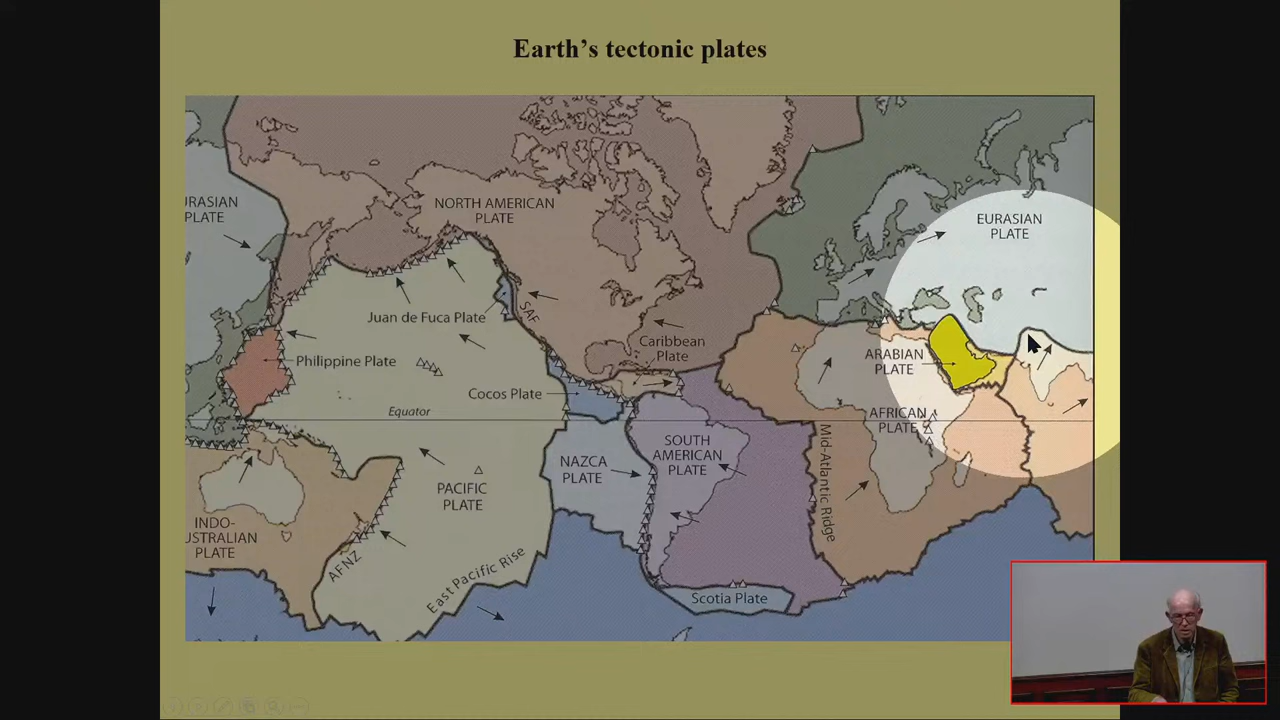 Earth's tectonic plates
URASIAN
PLATE
NORTH AMERICAN
PLATE
EURASIAN
PLATE
Juan de Fuca Plate
SAF
Caribbean
Plate
Philippine Plate
ARABIAN
PLATE
Cocos Plate
Equator
AFRICAN
PLATE
SOUTH
AMERICAN
PLATE
NAZCA
PLATE
PACIFIC
PLATE
Mid-Atlantic Ridge
INDO-
USTRALIAN
PLATE
AFNZ
East Pacific Rise
Scotia Plate